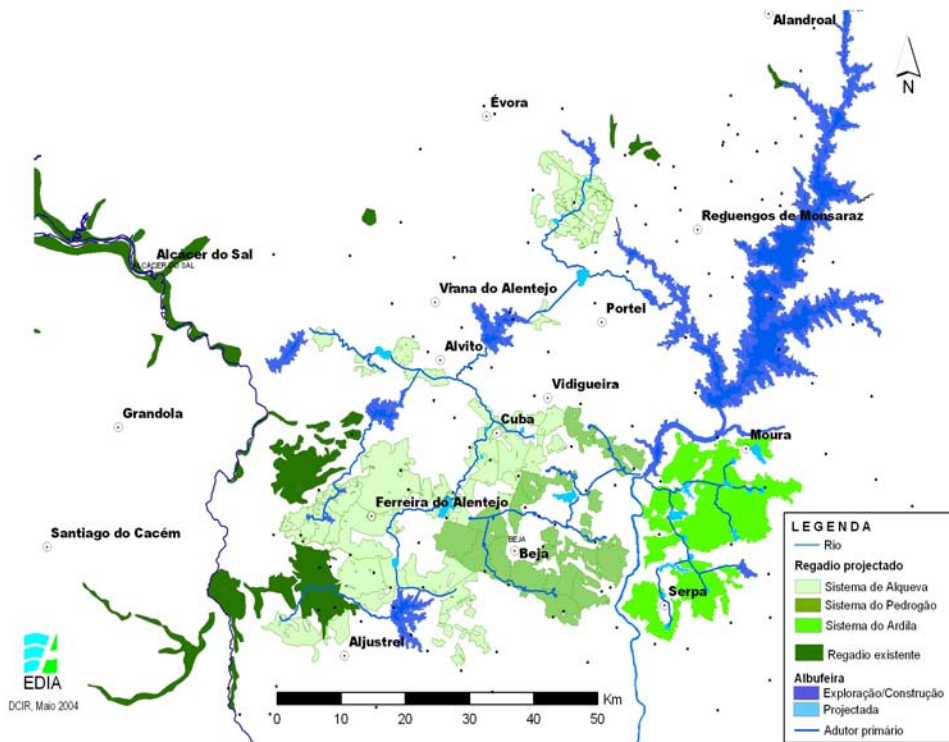 Alandroal
N
Évora
Reguengos de Monsaraz
Alcácer do Sal
ALCÁCER DO SAL
Viana do Alentejo
Portel
Alvito
Vidigueira
Grandola
Cuba
Moura
Ferreira do Alentejo
Santiago do Cacém
BEJA
Beja
Serpa
Aljustrel
EDIA
DCIR, Maio 2004
Km
0 10 20 30 40 50
LEGENDA
Rio
Regadio projectado
Sistema de Alqueva
Sistema do Pedrogão
Sistema do Ardila
Regadio existente
Albufeira
Exploração/Construção
Projectada
Adutor primário